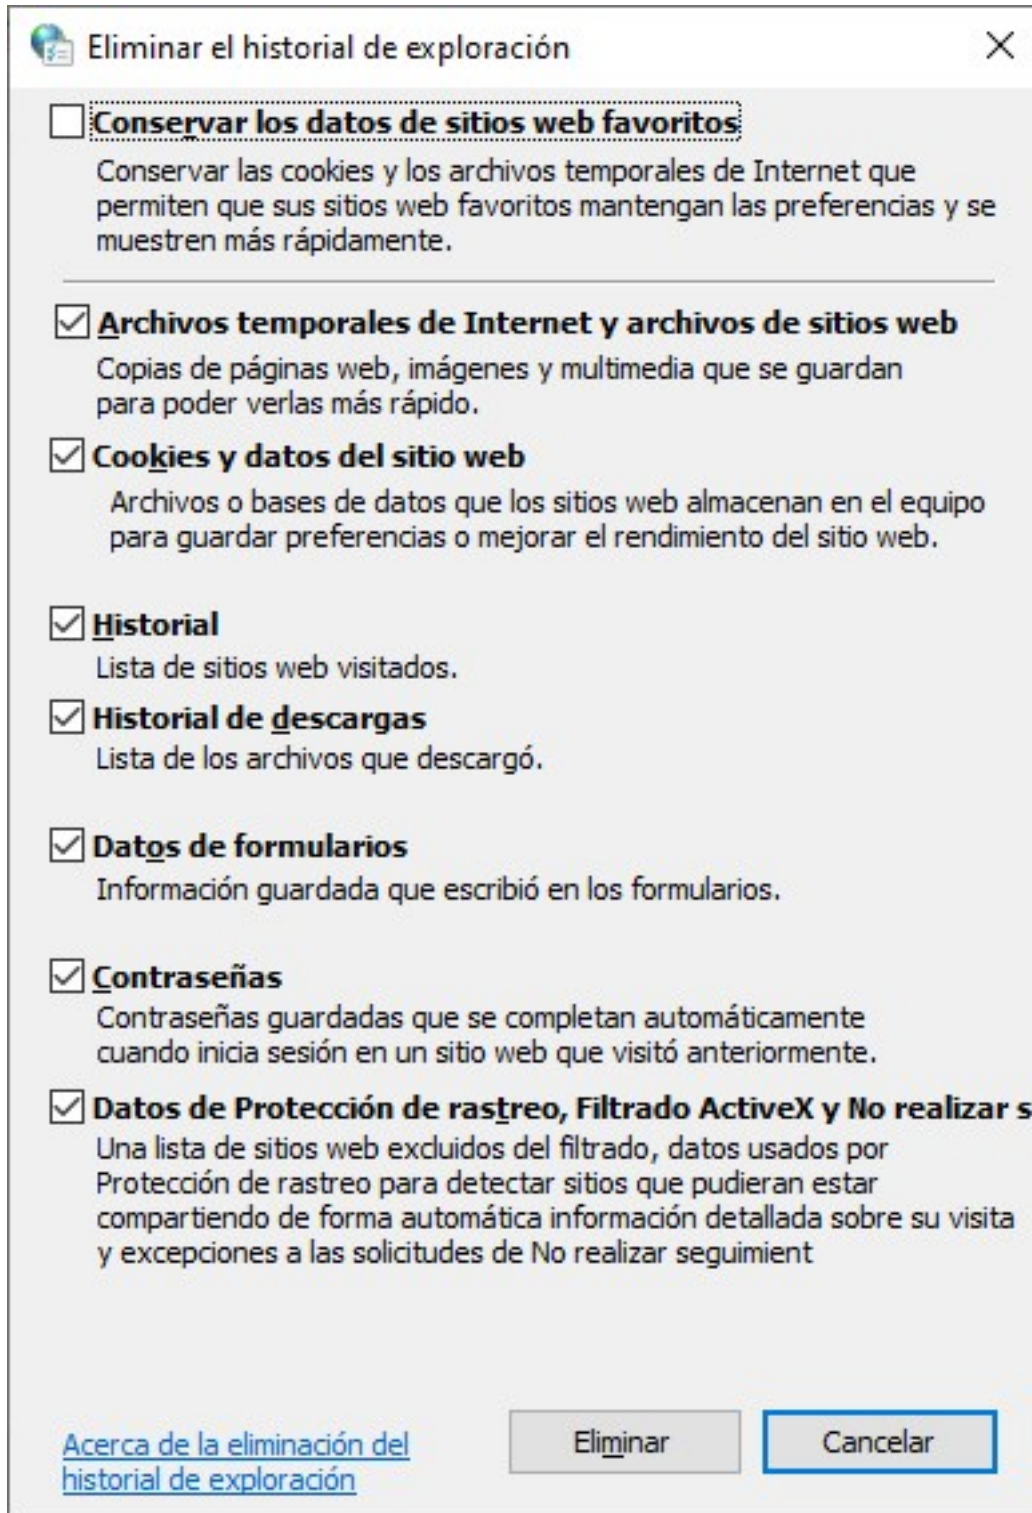 Eliminar el historial de exploración
Conservar los datos de sitios web favoritos
Conservar las cookies y los archivos temporales de Internet que
permiten que sus sitios web favoritos mantengan las preferencias y se
muestren más rápidamente.
Archivos temporales de Internet y archivos de sitios web
Copias de páginas web, imágenes y multimedia que se guardan
para poder verlas más rápido.
Cookies y datos del sitio web
Archivos o bases de datos que los sitios web almacenan en el equipo
para guardar preferencias o mejorar el rendimiento del sitio web.
Historial
Lista de sitios web visitados.
Historial de descargas
Lista de los archivos que descargó.
Datos de formularios
Información guardada que escribió en los formularios.
Contraseñas
Contraseñas guardadas que se completan automáticamente
cuando inicia sesión en un sitio web que visitó anteriormente.
Datos de Protección de rastreo, Filtrado ActiveX y No realizar s
Una lista de sitios web excluidos del filtrado, datos usados por
Protección de rastreo para detectar sitios que pudieran estar
compartiendo de forma automática información detallada sobre su visita
y excepciones a las solicitudes de No realizar seguimient
Acerca de la eliminación del
historial de exploración
Eliminar
Cancelar